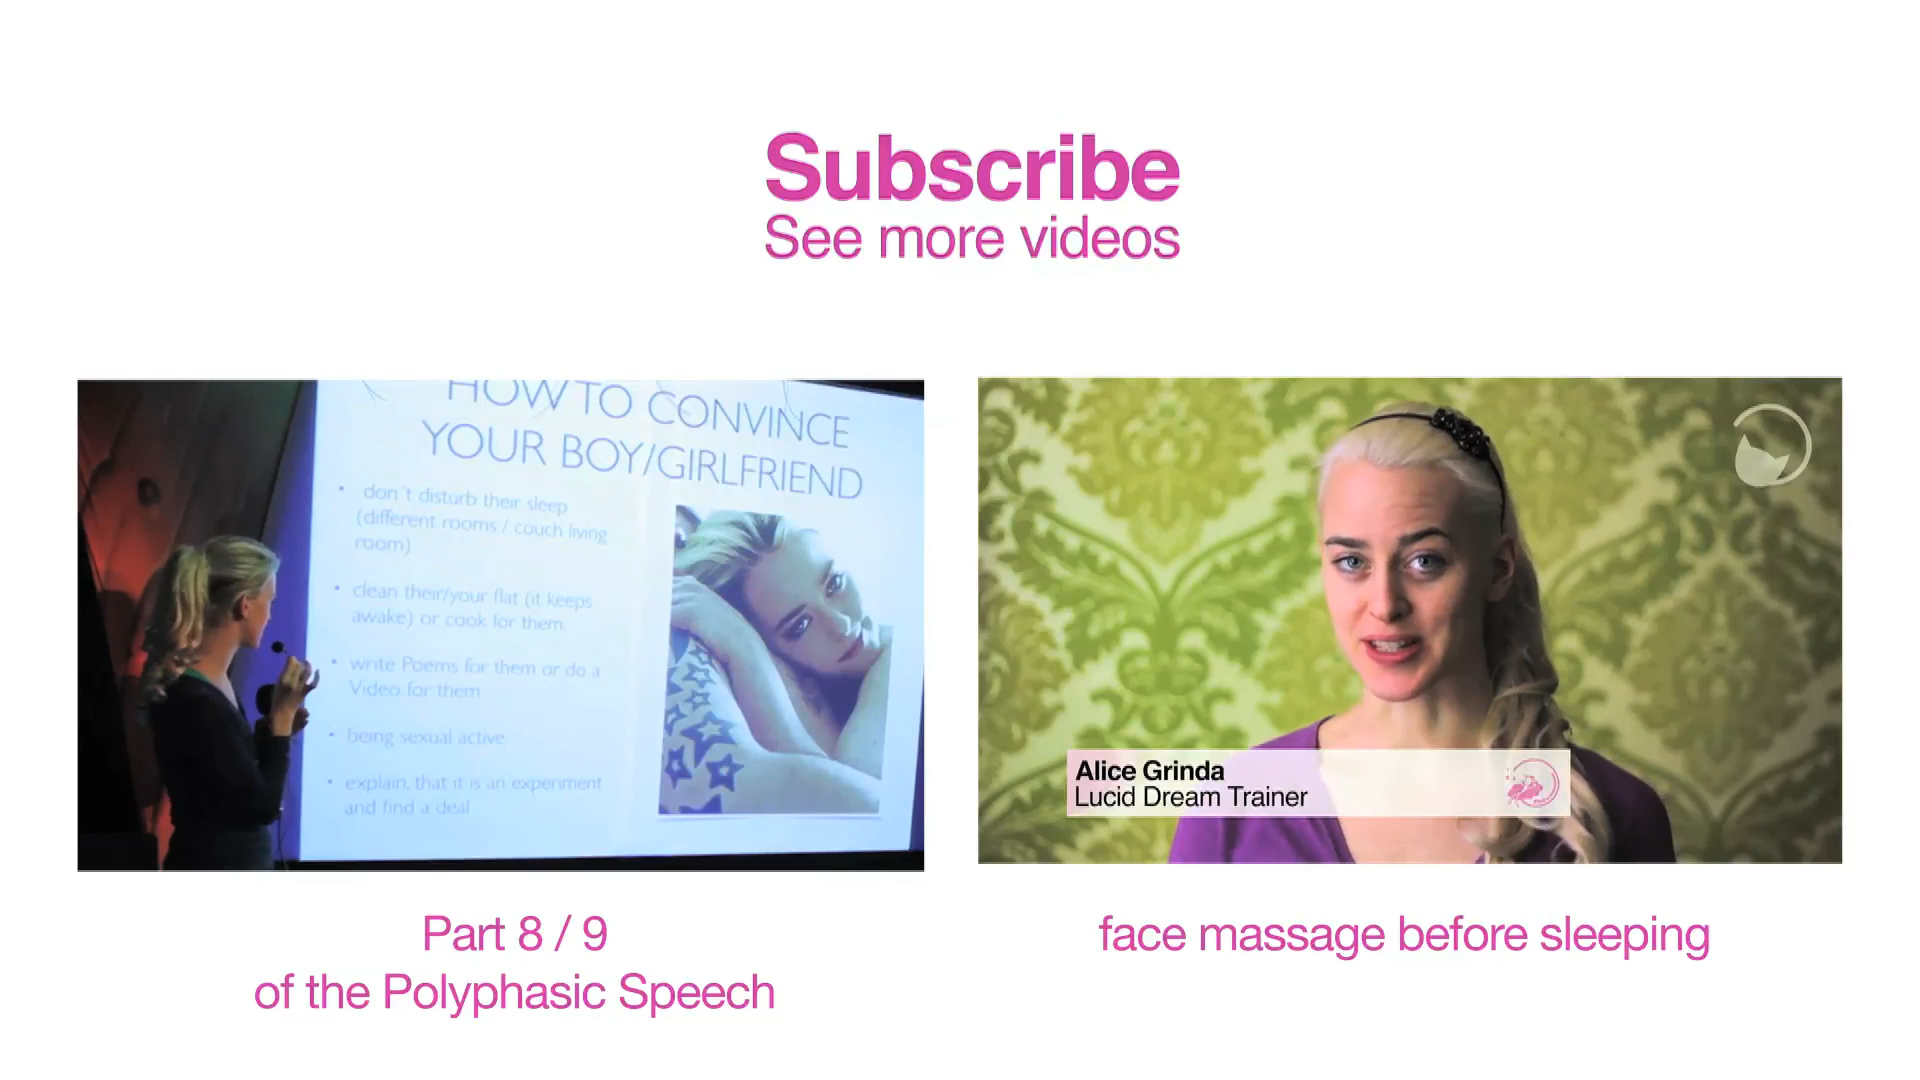 Subscribe
See more videos
HOW TO CONVINCE
YOUR BOY/GIRLFRIEND
• don´t disturb their sleep
(different rooms / couch living
room)
• clean their/your flat (it keeps
awake) or cook for them.
• write Poems for them or do a
Video for them
• being sexual active
• explain, that it is an experiment
and find a deal
Alice Grinda
Lucid Dream Trainer
Part 8 / 9
of the Polyphasic Speech
face massage before sleeping